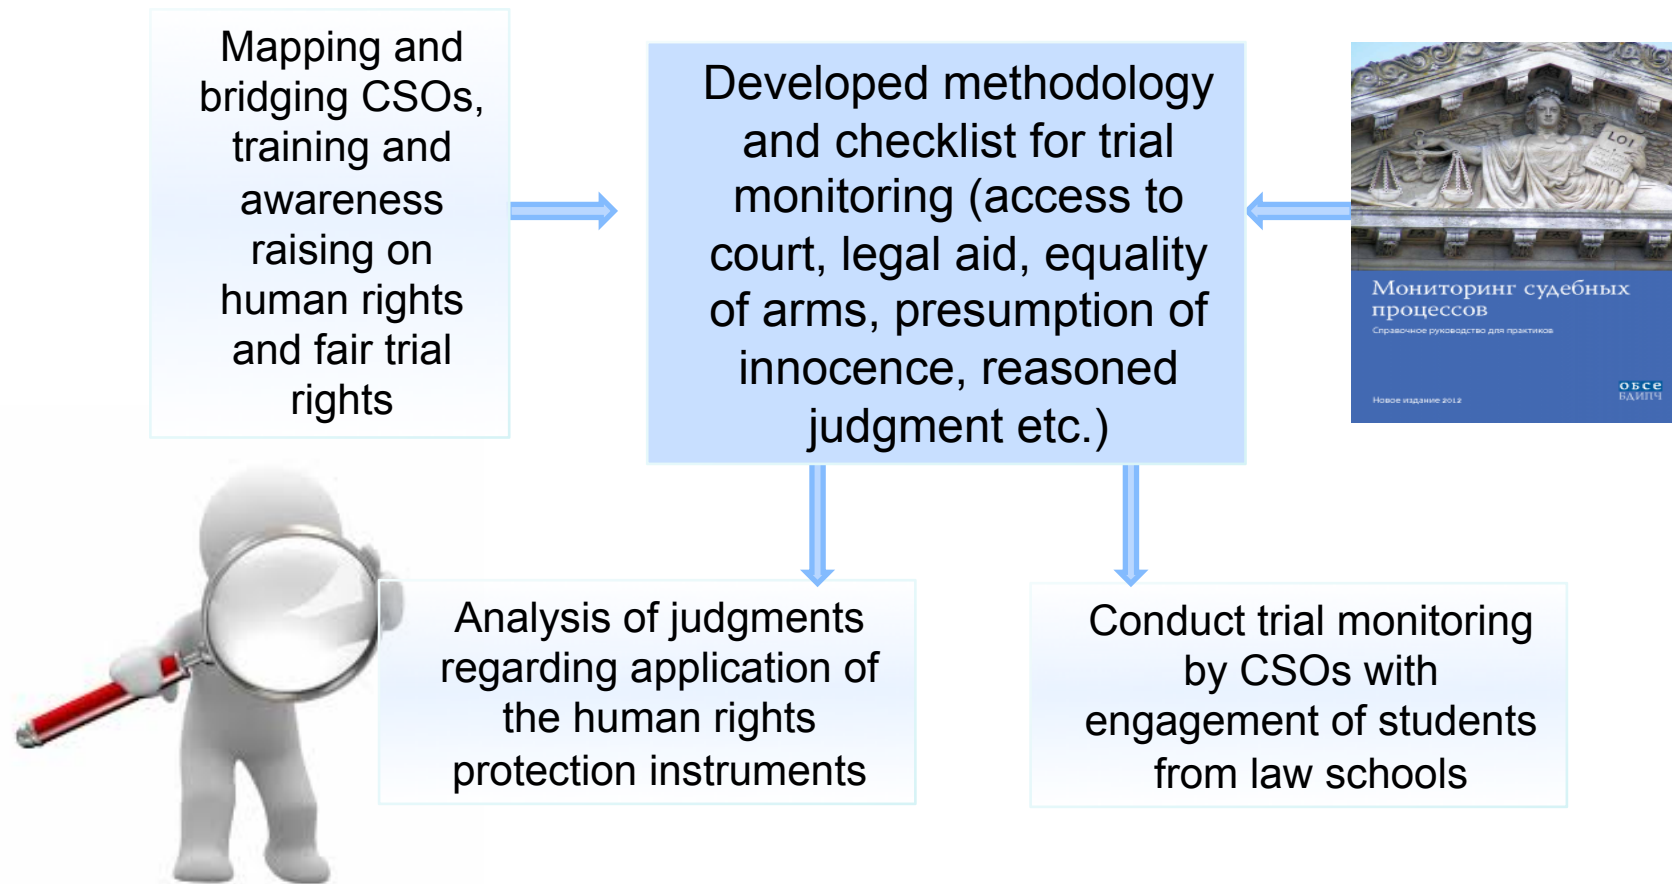 Mapping and
bridging CSOs,
training and
awareness
raising on
human rights
and fair trial
rights
Developed methodology
and checklist for trial
monitoring (access to
court, legal aid, equality
of arms, presumption of
innocence, reasoned
judgment etc.)
LOI
Мониторинг судебных
процессов
Справочное руководство для практиков
Новое издание 2012
ОБСЕ
БДИПЧ
Analysis of judgments
regarding application of
the human rights
protection instruments
Conduct trial monitoring
by CSOs with
engagement of students
from law schools